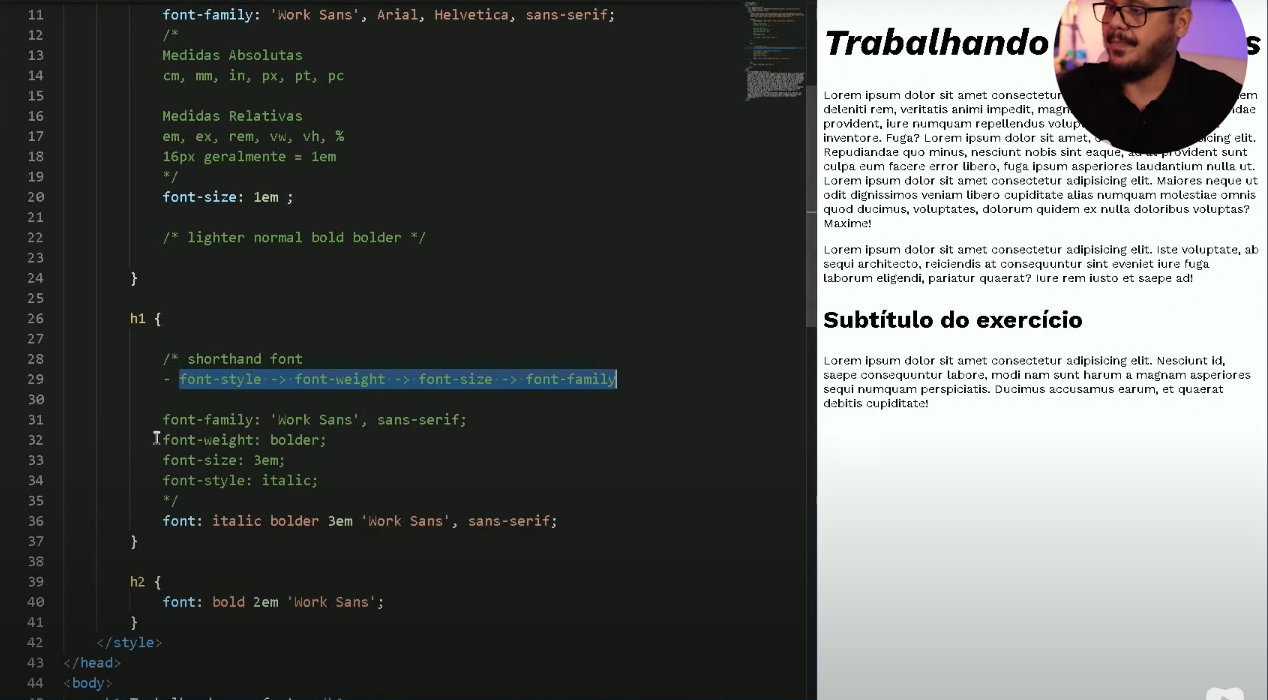 11 font-family: 'Work Sans', Arial, Helvetica, sans-serif;
12 /*
13 Medidas Absolutas
14 cm, mm, in, px, pt, pc
15
16 Medidas Relativas
17 em, ex, rem, vw, vh, %
18 16px geralmente = 1em
19 */
20 font-size: 1em ;
21
22 /* lighter normal bold bolder */
23
24 }
25
26 h1 {
27
28 /* shorthand font
29 - font-style -> font-weight -> font-size -> font-family
30
31 font-family: 'Work Sans', sans-serif;
32 font-weight: bolder;
33 font-size: 3em;
34 font-style: italic;
35 */
36 font: italic bolder 3em 'Work Sans', sans-serif;
37 }
38
39 h2 {
40 font: bold 2em 'Work Sans';
41 }
42 </style>
43 </head>
44 <body>
Trabalhando
Lorem ipsum dolor sit amet consectetur
deleniti rem, veritatis animi impedit,
provident, iure numquam repellendus
inventore. Fuga? Lorem ipsum dolor sit amet, elit.
Repudiandae quo minus, nesciunt nobis sint eaque, provident sunt
culpa eum facere error libero, fuga ipsum asperiores laudantium nulla ut.
Lorem ipsum dolor sit amet consectetur adipisicing elit. Maiores neque ut
odit dignissimos veniam libero cupiditate alias numquam molestiae omnis
quod ducimus, voluptates, dolorum quidem ex nulla doloribus voluptas?
Maxime!
Lorem ipsum dolor sit amet consectetur adipisicing elit. Iste voluptate, ab
sequi architecto, reiciendis at consequuntur sint eveniet iure fuga
laborum eligendi, pariatur quaerat? Iure rem iusto et saepe ad!
Subtítulo do exercício
Lorem ipsum dolor sit amet consectetur adipisicing elit. Nesciunt id,
saepe consequuntur labore, modi nam sunt harum a magnam asperiores
sequi numquam perspiciatis. Ducimus accusamus earum, et quaerat
debitis cupiditate!